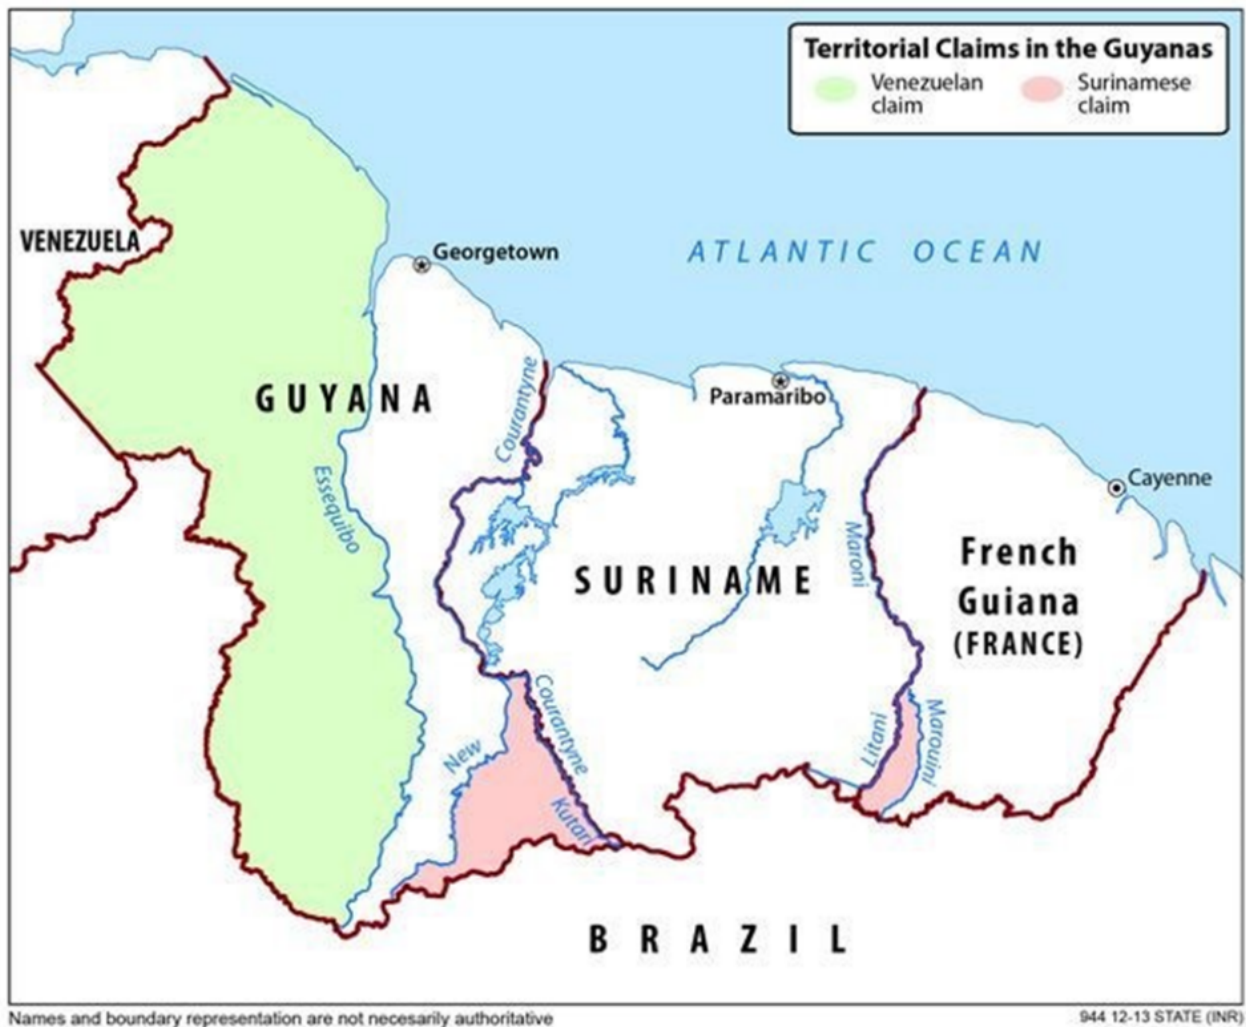 Territorial Claims in the Guyanas
Venezuelan
claim
Surinamese
claim
VENEZUELA
Georgetown
ATLANTIC OCEAN
GUYANA
Courantyne
Paramaribo
Essequibo
Cayenne
Maroni
SURINAME
French
Guiana
(FRANCE)
Courantyne
New
Litani
Marouini
Kutari
BRAZIL
Names and boundary representation are not necesarily authoritative
944 12-13 STATE (INR)